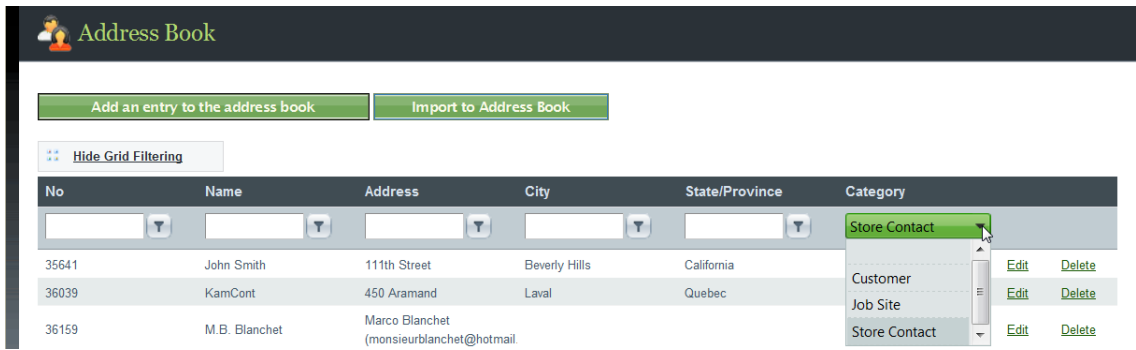 Address Book
Add an entry to the address book Import to Address Book
Hide Grid Filtering
No Name Address City State/Province Category
Store Contact
35641 John Smith 111th Street Beverly Hills California Edit Delete
Customer
36039 KamCont 450 Aramand Laval Quebec Edit Delete
Job Site
36159 M.B. Blanchet Marco Blanchet Store Contact Edit Delete
(monsieurblanchet@hotmail.